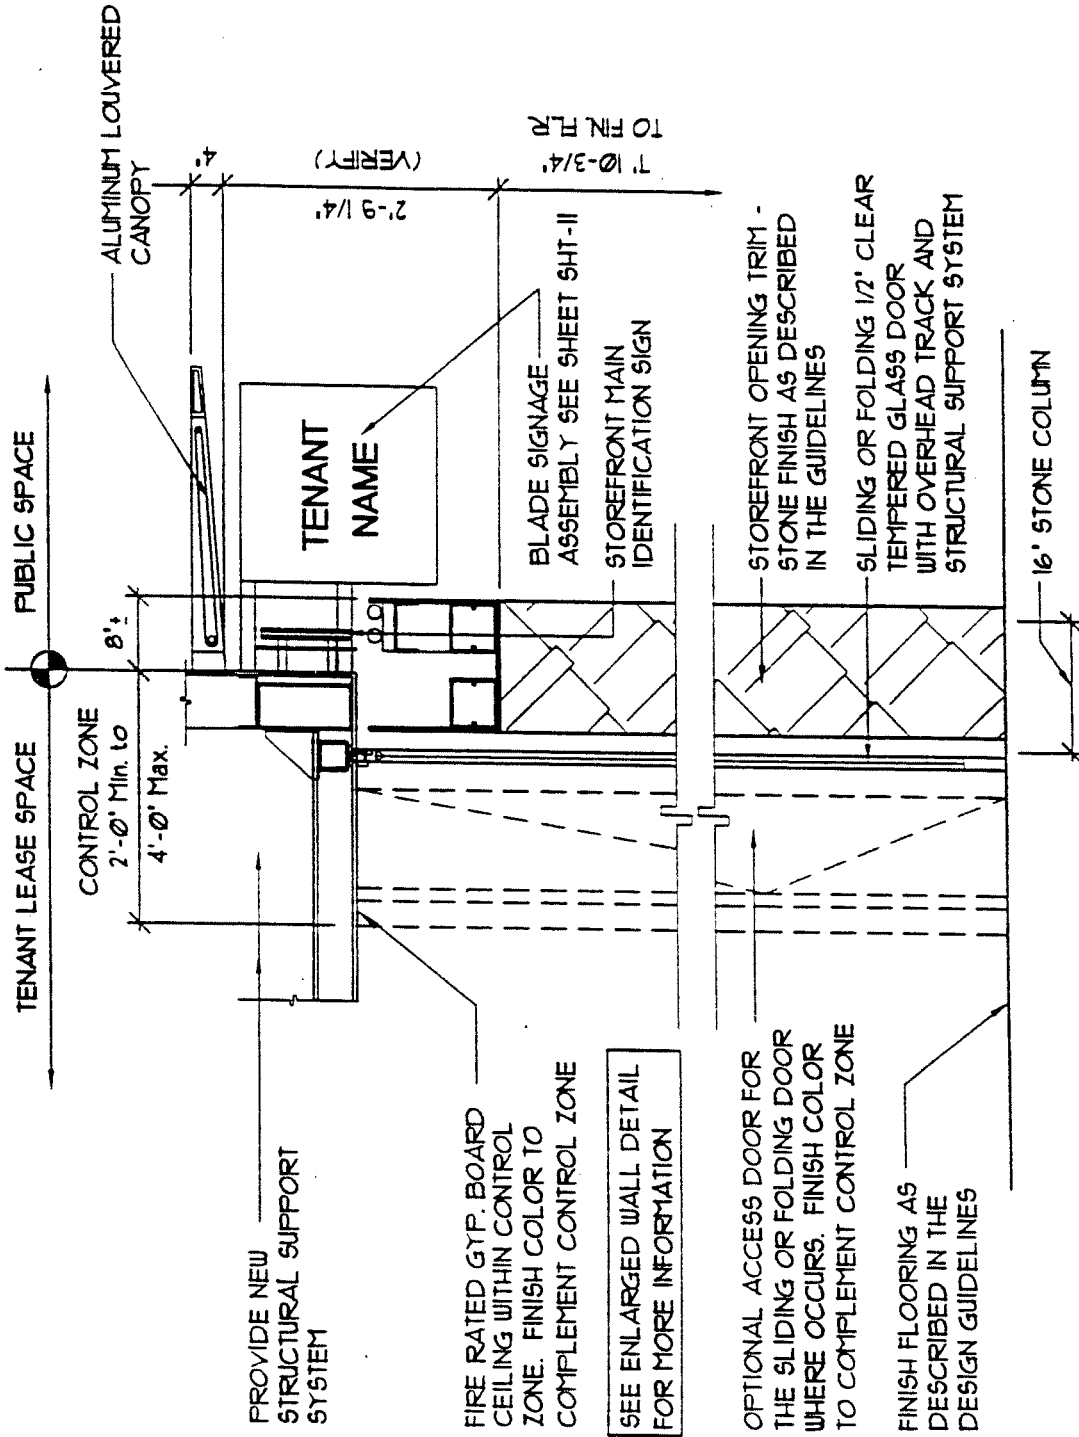 TENANT LEASE SPACE
PUBLIC SPACE
CONTROL ZONE
2'-0' Min. to
4'-0' Max.
8'±
ALUMINUM LOUVERED
CANOPY
4'
2'-9 1/4'
(VERIFY)
7' 10-3/4'
TO FIN. FLR
TENANT
NAME
PROVIDE NEW
STRUCTURAL SUPPORT
SYSTEM
BLADE SIGNAGE
ASSEMBLY SEE SHEET SHT-11
STOREFRONT MAIN
IDENTIFICATION SIGN
FIRE RATED GYP. BOARD
CEILING WITHIN CONTROL
ZONE. FINISH COLOR TO
COMPLEMENT CONTROL ZONE
SEE ENLARGED WALL DETAIL
FOR MORE INFORMATION
STOREFRONT OPENING TRIM -
STONE FINISH AS DESCRIBED
IN THE GUIDELINES
OPTIONAL ACCESS DOOR FOR
THE SLIDING OR FOLDING DOOR
WHERE OCCURS. FINISH COLOR
TO COMPLEMENT CONTROL ZONE
SLIDING OR FOLDING 1/2' CLEAR
TEMPERED GLASS DOOR
WITH OVERHEAD TRACK AND
STRUCTURAL SUPPORT SYSTEM
FINISH FLOORING AS
DESCRIBED IN THE
DESIGN GUIDELINES
16' STONE COLUMN